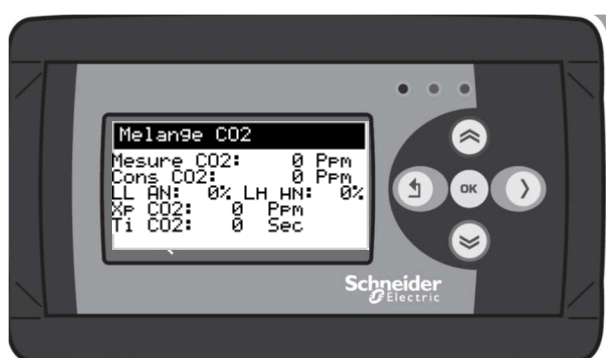 Melange CO2
Mesure CO2: 0 Ppm
Cons CO2: 0 Ppm
LL AN: 0% LH HN: 0%
Xp CO2: 0 Ppm
Ti CO2: 0 Sec
OK
Schneider
Electric